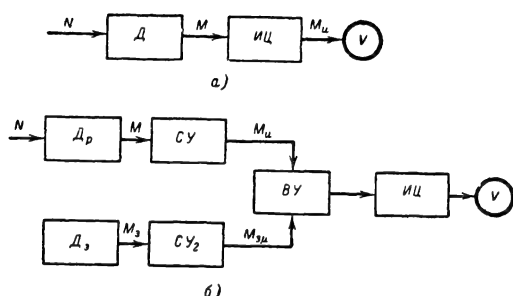 N Д M ИЦ Mи V
а)
N Др M СУ Mи
ВУ ИЦ V
Дэ Mэ СУ2 Mэи
б)